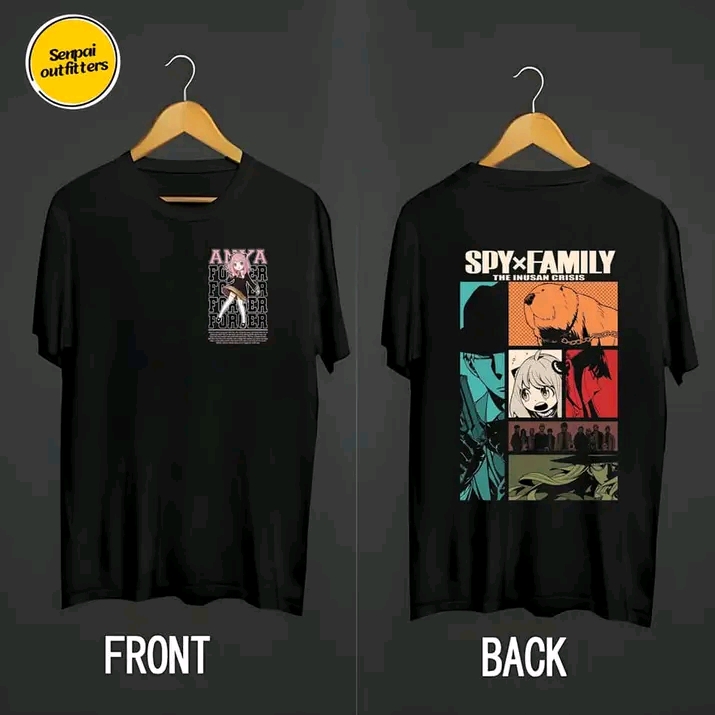 Senpai
outfitters
ANYA
FORGER
FORGER
FORGER
FORGER
SPY×FAMILY
THE INUSAN CRISIS
FRONT
BACK